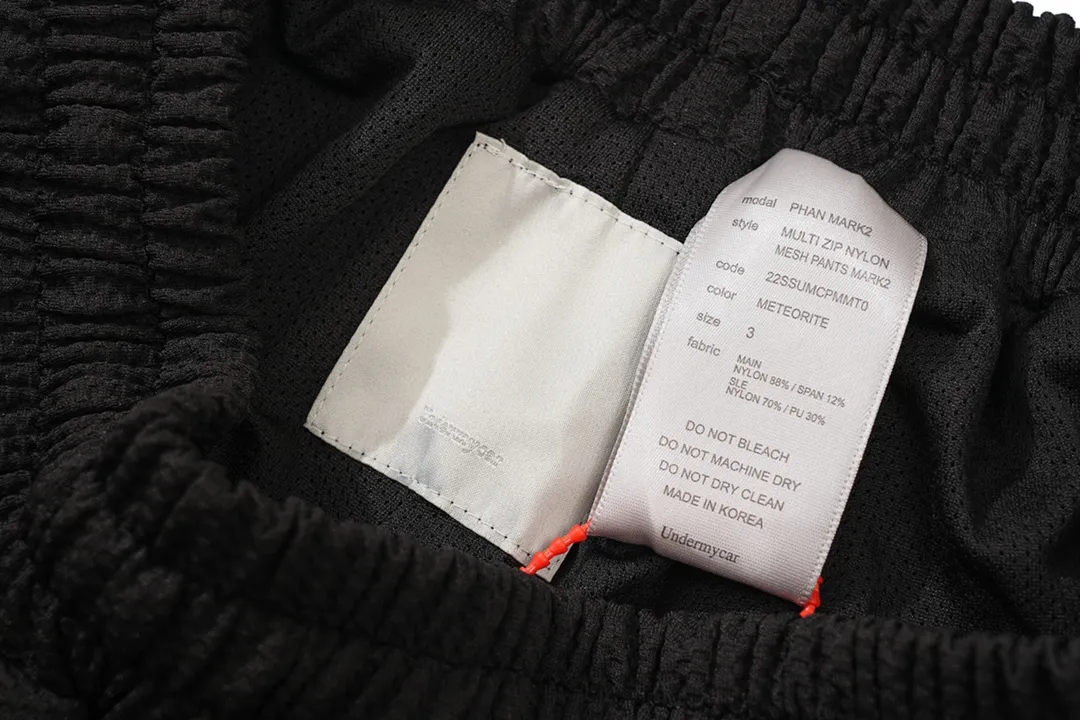 Undermycar
modal PHAN MARK2
style MULTI ZIP NYLON
MESH PANTS MARK2
code 22SSUMCPMMT0
color METEORITE
size 3
fabric MAIN
NYLON 88% / SPAN 12%
SLE
NYLON 70% / PU 30%
DO NOT BLEACH
DO NOT MACHINE DRY
DO NOT DRY CLEAN
MADE IN KOREA
Undermycar